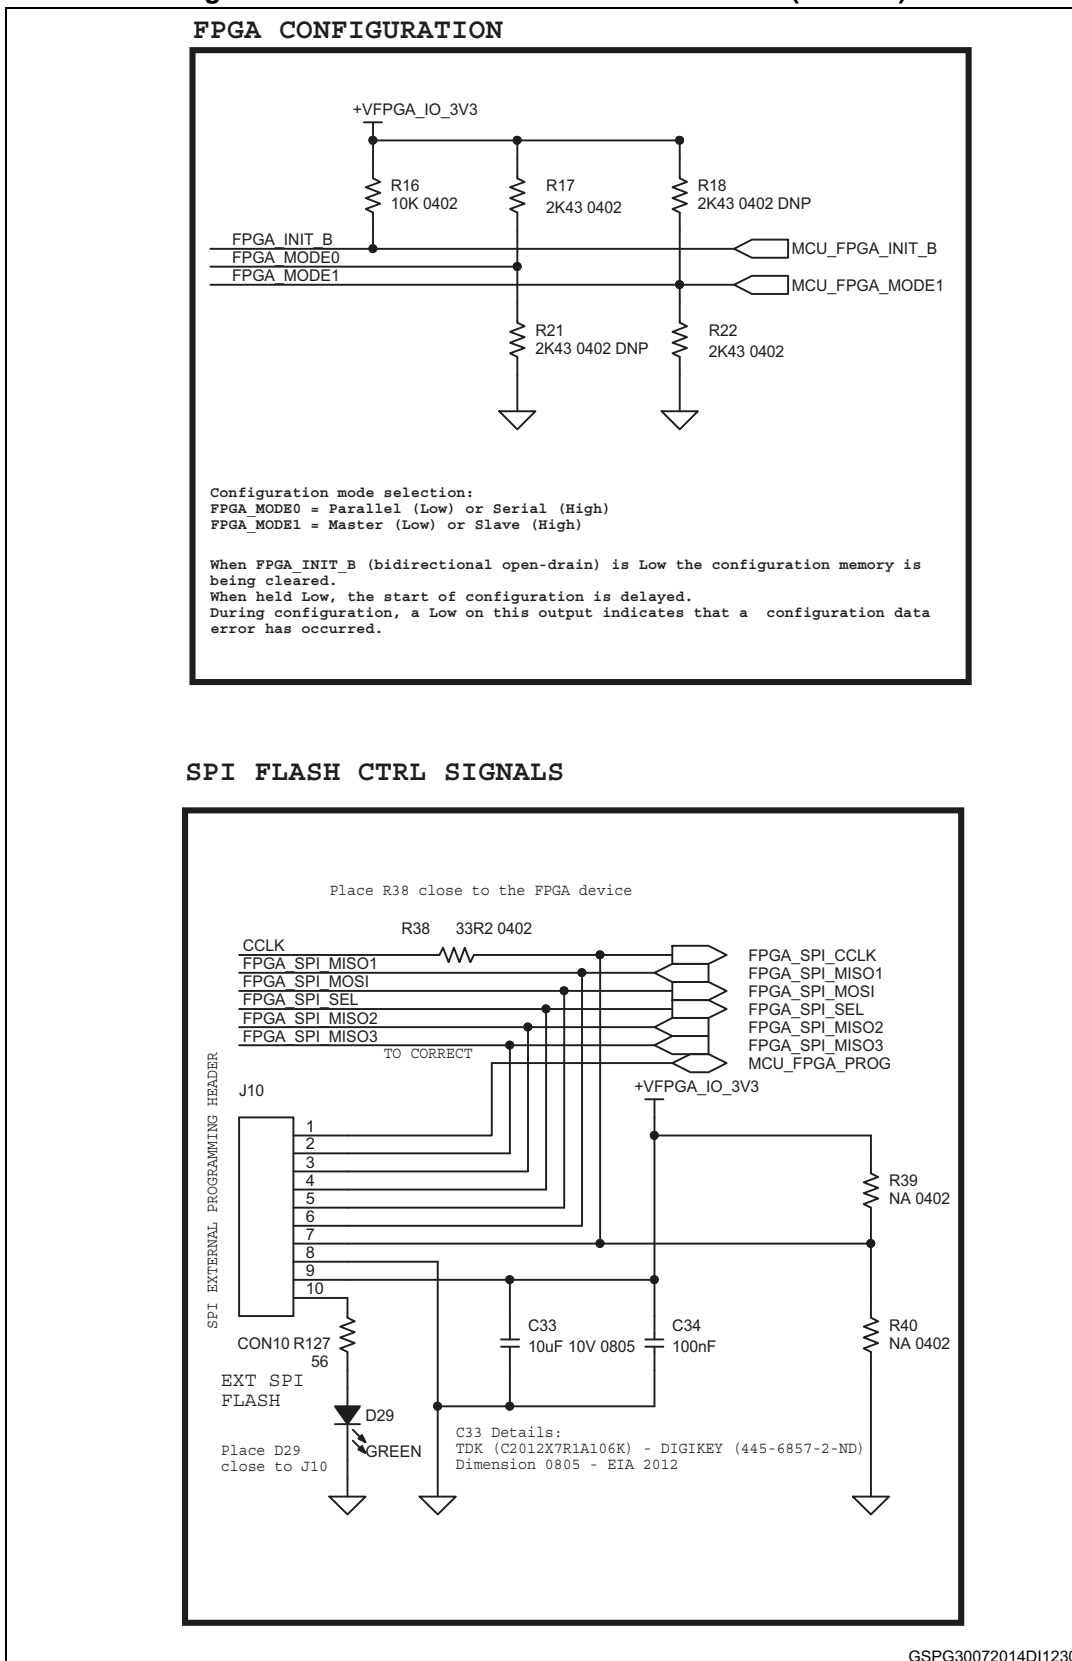 FPGA CONFIGURATION
+VFPGA_IO_3V3
R16
10K 0402
R17
2K43 0402
R18
2K43 0402 DNP
FPGA_INIT_B
FPGA_MODE0
FPGA_MODE1
MCU_FPGA_INIT_B
MCU_FPGA_MODE1
R21
2K43 0402 DNP
R22
2K43 0402
Configuration mode selection:
FPGA_MODE0 = Parallel (Low) or Serial (High)
FPGA_MODE1 = Master (Low) or Slave (High)
When FPGA_INIT_B (bidirectional open-drain) is Low the configuration memory is
being cleared.
When held Low, the start of configuration is delayed.
During configuration, a Low on this output indicates that a configuration data
error has occurred.
SPI FLASH CTRL SIGNALS
Place R38 close to the FPGA device
R38 33R2 0402
CCLK
FPGA_SPI_MISO1
FPGA_SPI_MOSI
FPGA_SPI_SEL
FPGA_SPI_MISO2
FPGA_SPI_MISO3
TO CORRECT
FPGA_SPI_CCLK
FPGA_SPI_MISO1
FPGA_SPI_MOSI
FPGA_SPI_SEL
FPGA_SPI_MISO2
FPGA_SPI_MISO3
MCU_FPGA_PROG
+VFPGA_IO_3V3
SPI EXTERNAL PROGRAMMING HEADER
J10
1
2
3
4
5
6
7
8
9
10
R39
NA 0402
R40
NA 0402
C33
10uF 10V 0805
C34
100nF
CON10 R127
56
EXT SPI
FLASH
D29
GREEN
Place D29
close to J10
C33 Details:
TDK (C2012X7R1A106K) - DIGIKEY (445-6857-2-ND)
Dimension 0805 - EIA 2012
GSPG30072014DI1230